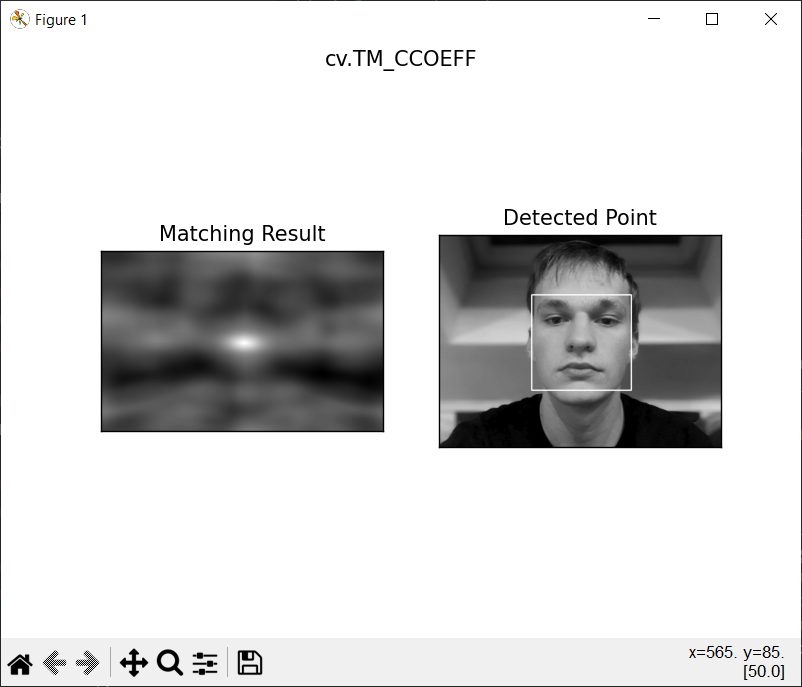 Figure 1
cv.TM_CCOEFF
Matching Result
Detected Point
x=565. y=85.
[50.0]